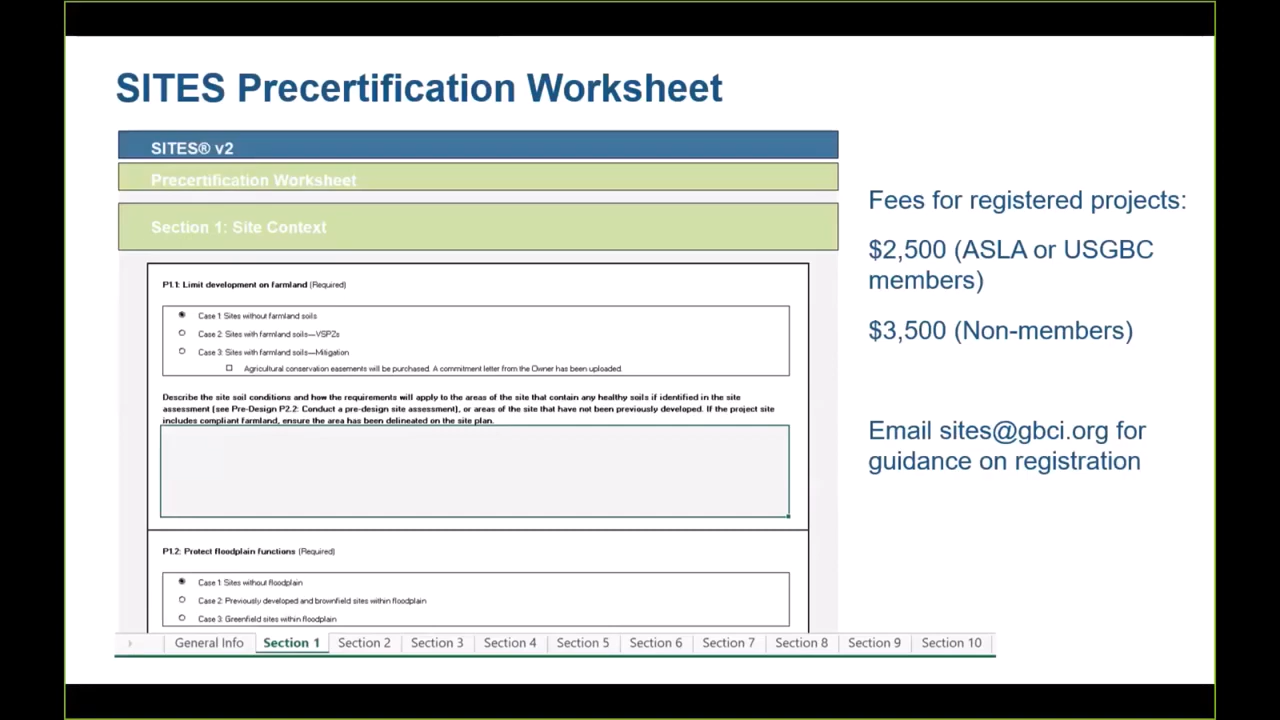 SITES Precertification Worksheet
SITES® v2
Precertification Worksheet
Section 1: Site Context
P1.1: Limit development on farmland (Required)
Case 1: Sites without farmland soils
Case 2: Sites with farmland soils—VSPZs
Case 3: Sites with farmland soils—Mitigation
Agricultural conservation easements will be purchased. A commitment letter from the Owner has been uploaded.
Describe the site soil conditions and how the requirements will apply to the areas of the site that contain any healthy soils if identified in the site
assessment (see Pre-Design P2.2: Conduct a pre-design site assessment), or areas of the site that have not been previously developed. If the project site
includes compliant farmland, ensure the area has been delineated on the site plan.
P1.2: Protect floodplain functions (Required)
Case 1: Sites without floodplain
Case 2: Previously developed and brownfield sites within floodplain
Case 3: Greenfield sites within floodplain
General Info Section 1 Section 2 Section 3 Section 4 Section 5 Section 6 Section 7 Section 8 Section 9 Section 10
Fees for registered projects:
$2,500 (ASLA or USGBC
members)
$3,500 (Non-members)
Email sites@gbci.org for
guidance on registration